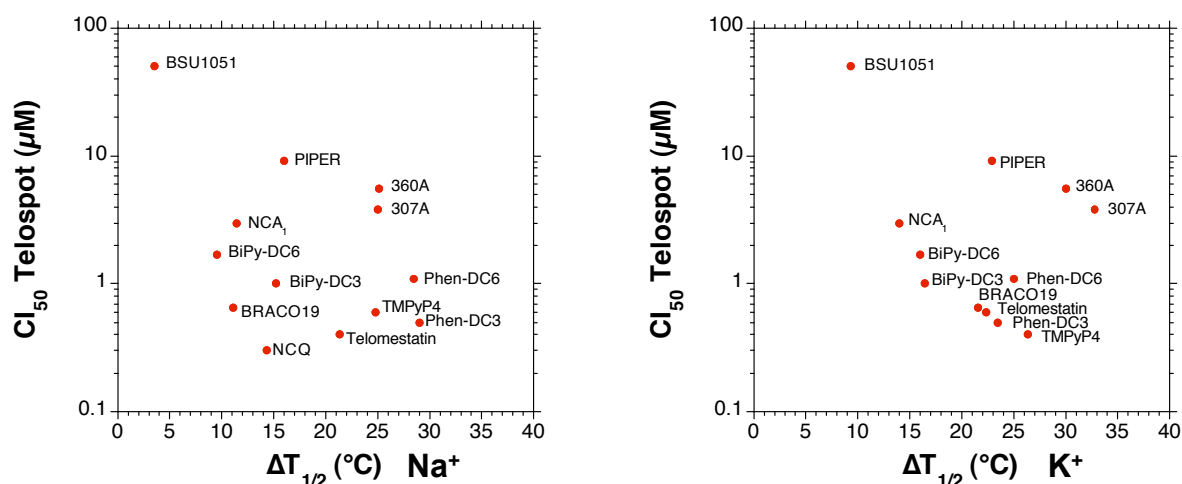 100
10
1
0.1
CI50 Telospot (µM)
BSU1051
PIPER
360A
307A
NCA1
BiPy-DC6
BiPy-DC3
Phen-DC6
BRACO19
TMPyP4
Phen-DC3
Telomestatin
NCQ
0 5 10 15 20 25 30 35 40
ΔT1/2 (°C) Na+
100
10
1
0.1
CI50 Telospot (µM)
BSU1051
PIPER
360A
307A
NCA1
BiPy-DC6
BiPy-DC3
Phen-DC6
BRACO19
Telomestatin
Phen-DC3
TMPyP4
0 5 10 15 20 25 30 35 40
ΔT1/2 (°C) K+